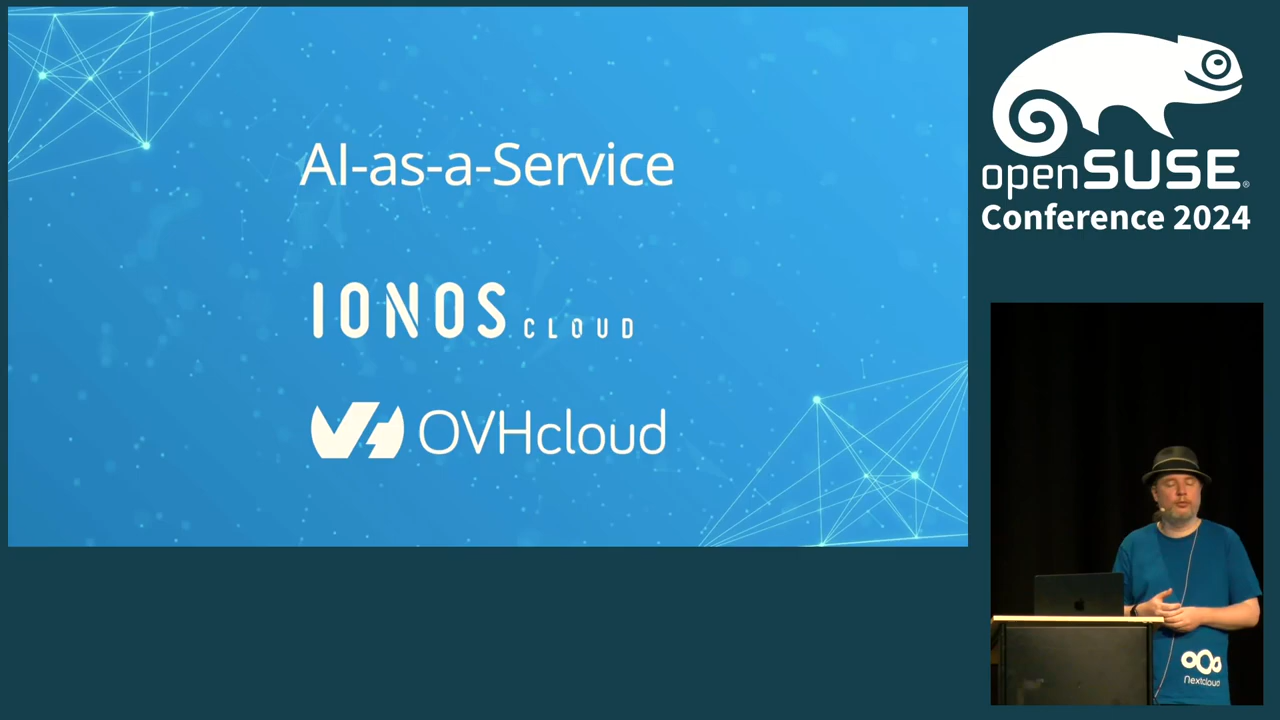 AI-as-a-Service
IONOS CLOUD
OVHcloud
openSUSE®
Conference 2024
Nextcloud